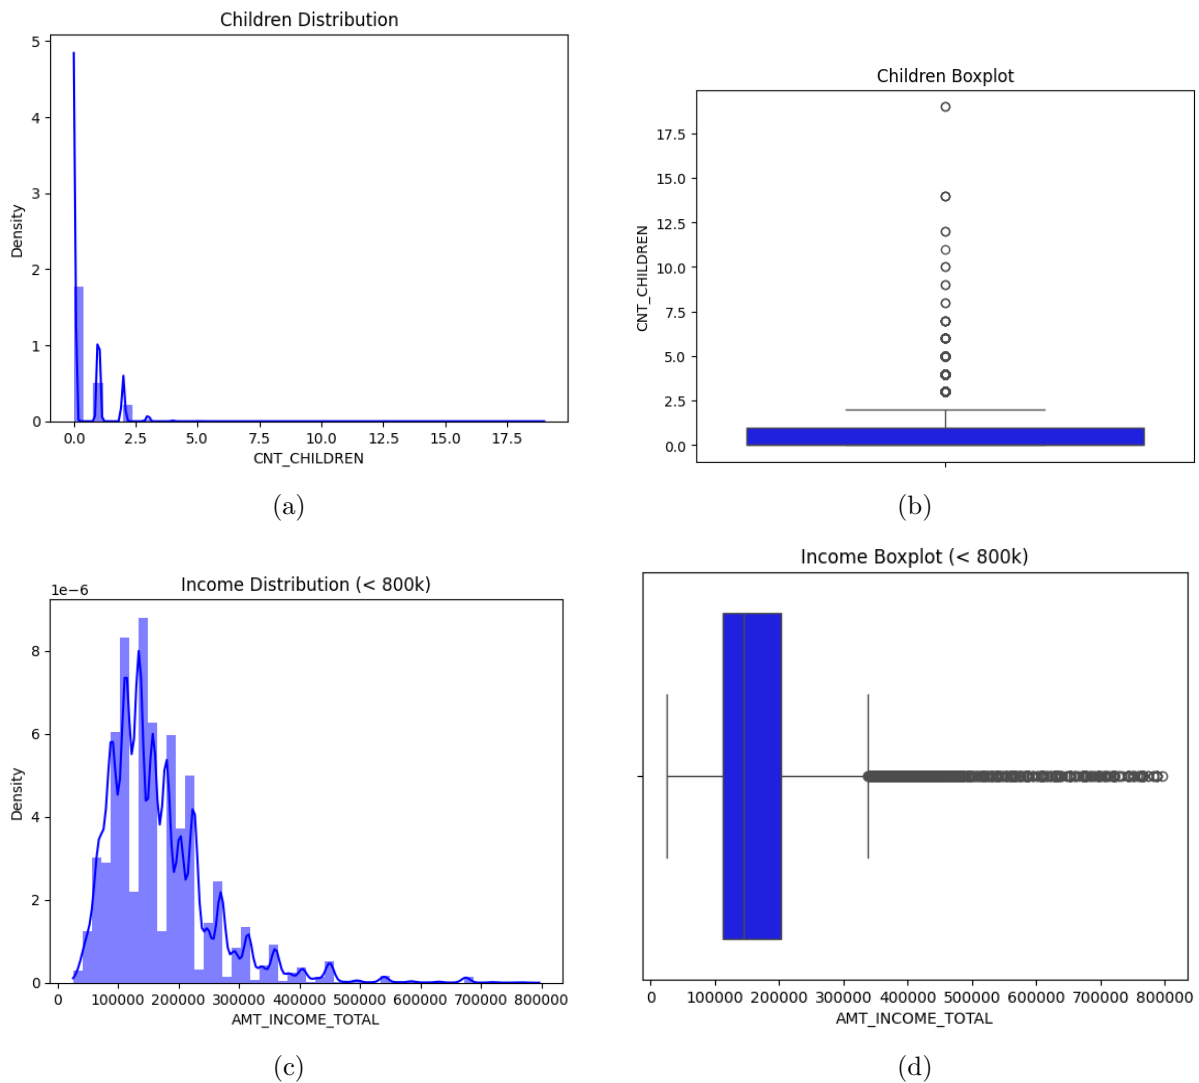 Children Distribution
5
4
3
2
1
0
Density
0.0 2.5 5.0 7.5 10.0 12.5 15.0 17.5
CNT_CHILDREN
(a)
Children Boxplot
17.5
15.0
12.5
10.0
7.5
5.0
2.5
0.0
CNT_CHILDREN
(b)
Income Distribution (< 800k)
1e−6
8
6
4
2
0
Density
0 100000 200000 300000 400000 500000 600000 700000 800000
AMT_INCOME_TOTAL
(c)
Income Boxplot (< 800k)
0 100000 200000 300000 400000 500000 600000 700000 800000
AMT_INCOME_TOTAL
(d)